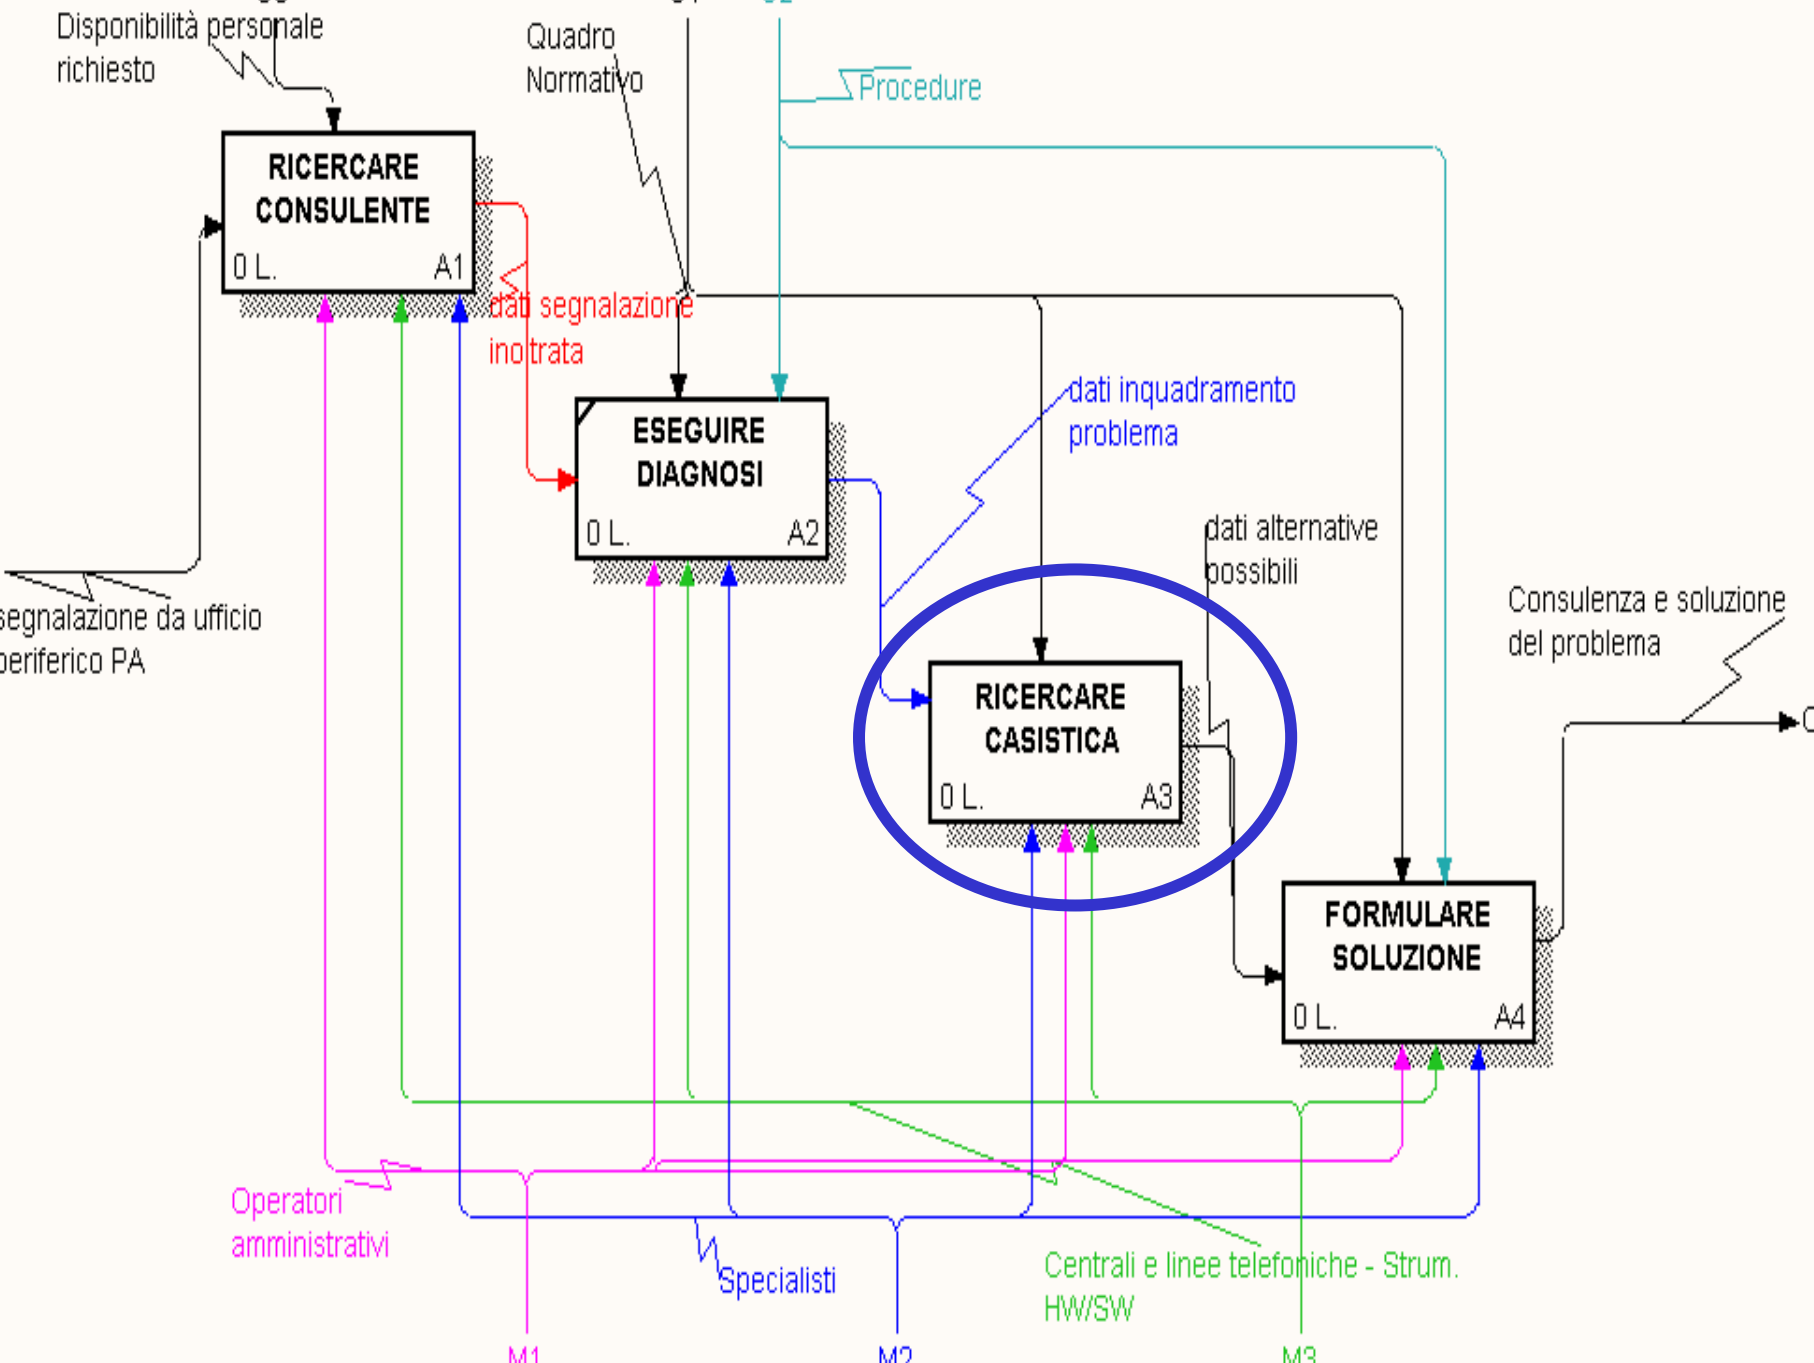 Disponibilità personale
richiesto
Quadro
Normativo
Procedure
RICERCARE
CONSULENTE
0 L. A1
dati segnalazione
inoltrata
ESEGUIRE
DIAGNOSI
0 L. A2
dati inquadramento
problema
dati alternative
possibili
segnalazione da ufficio
periferico PA
Consulenza e soluzione
del problema
RICERCARE
CASISTICA
0 L. A3
FORMULARE
SOLUZIONE
0 L. A4
Operatori
amministrativi
Specialisti
Centrali e linee telefoniche - Strum.
HW/SW
M1 M2 M3